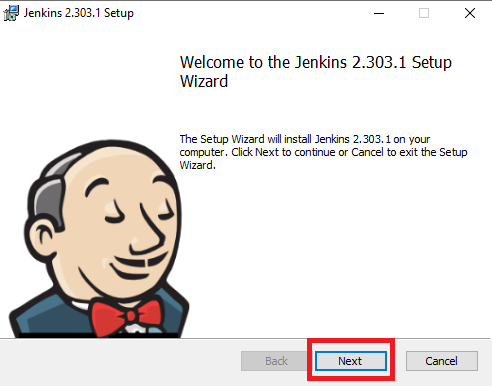 Jenkins 2.303.1 Setup
Welcome to the Jenkins 2.303.1 Setup
Wizard
The Setup Wizard will install Jenkins 2.303.1 on your
computer. Click Next to continue or Cancel to exit the Setup
Wizard.
Back Next Cancel